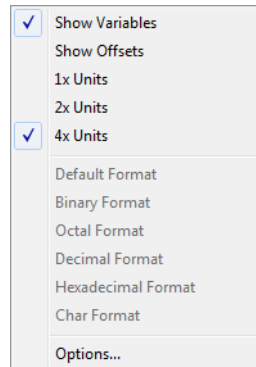 Show Variables
Show Offsets
1x Units
2x Units
4x Units
Default Format
Binary Format
Octal Format
Decimal Format
Hexadecimal Format
Char Format
Options...